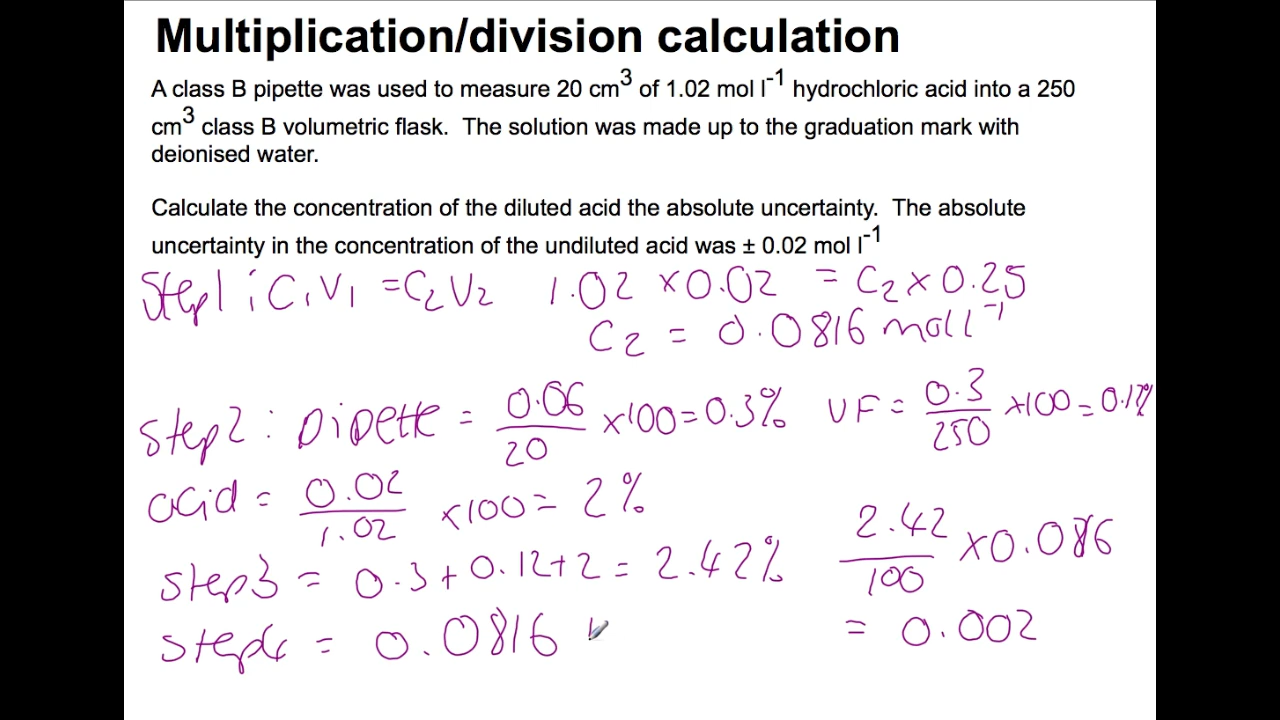 Multiplication/division calculation
A class B pipette was used to measure 20 cm³ of 1.02 mol l⁻¹ hydrochloric acid into a 250
cm³ class B volumetric flask. The solution was made up to the graduation mark with
deionised water.
Calculate the concentration of the diluted acid the absolute uncertainty. The absolute
uncertainty in the concentration of the undiluted acid was ± 0.02 mol l⁻¹
Step1: C₁V₁ = C₂V₂ 1.02 × 0.02 = C₂ × 0.25
C₂ = 0.0816 moll⁻¹
Step2: Pipette = 0.06/20 ×100 = 0.3% VF = 0.3/250 ×100 = 0.12%
acid = 0.02/1.02 ×100 = 2%
2.42/100 × 0.086
Step3 = 0.3 + 0.12 + 2 = 2.42%
Step4 = 0.0816
= 0.002